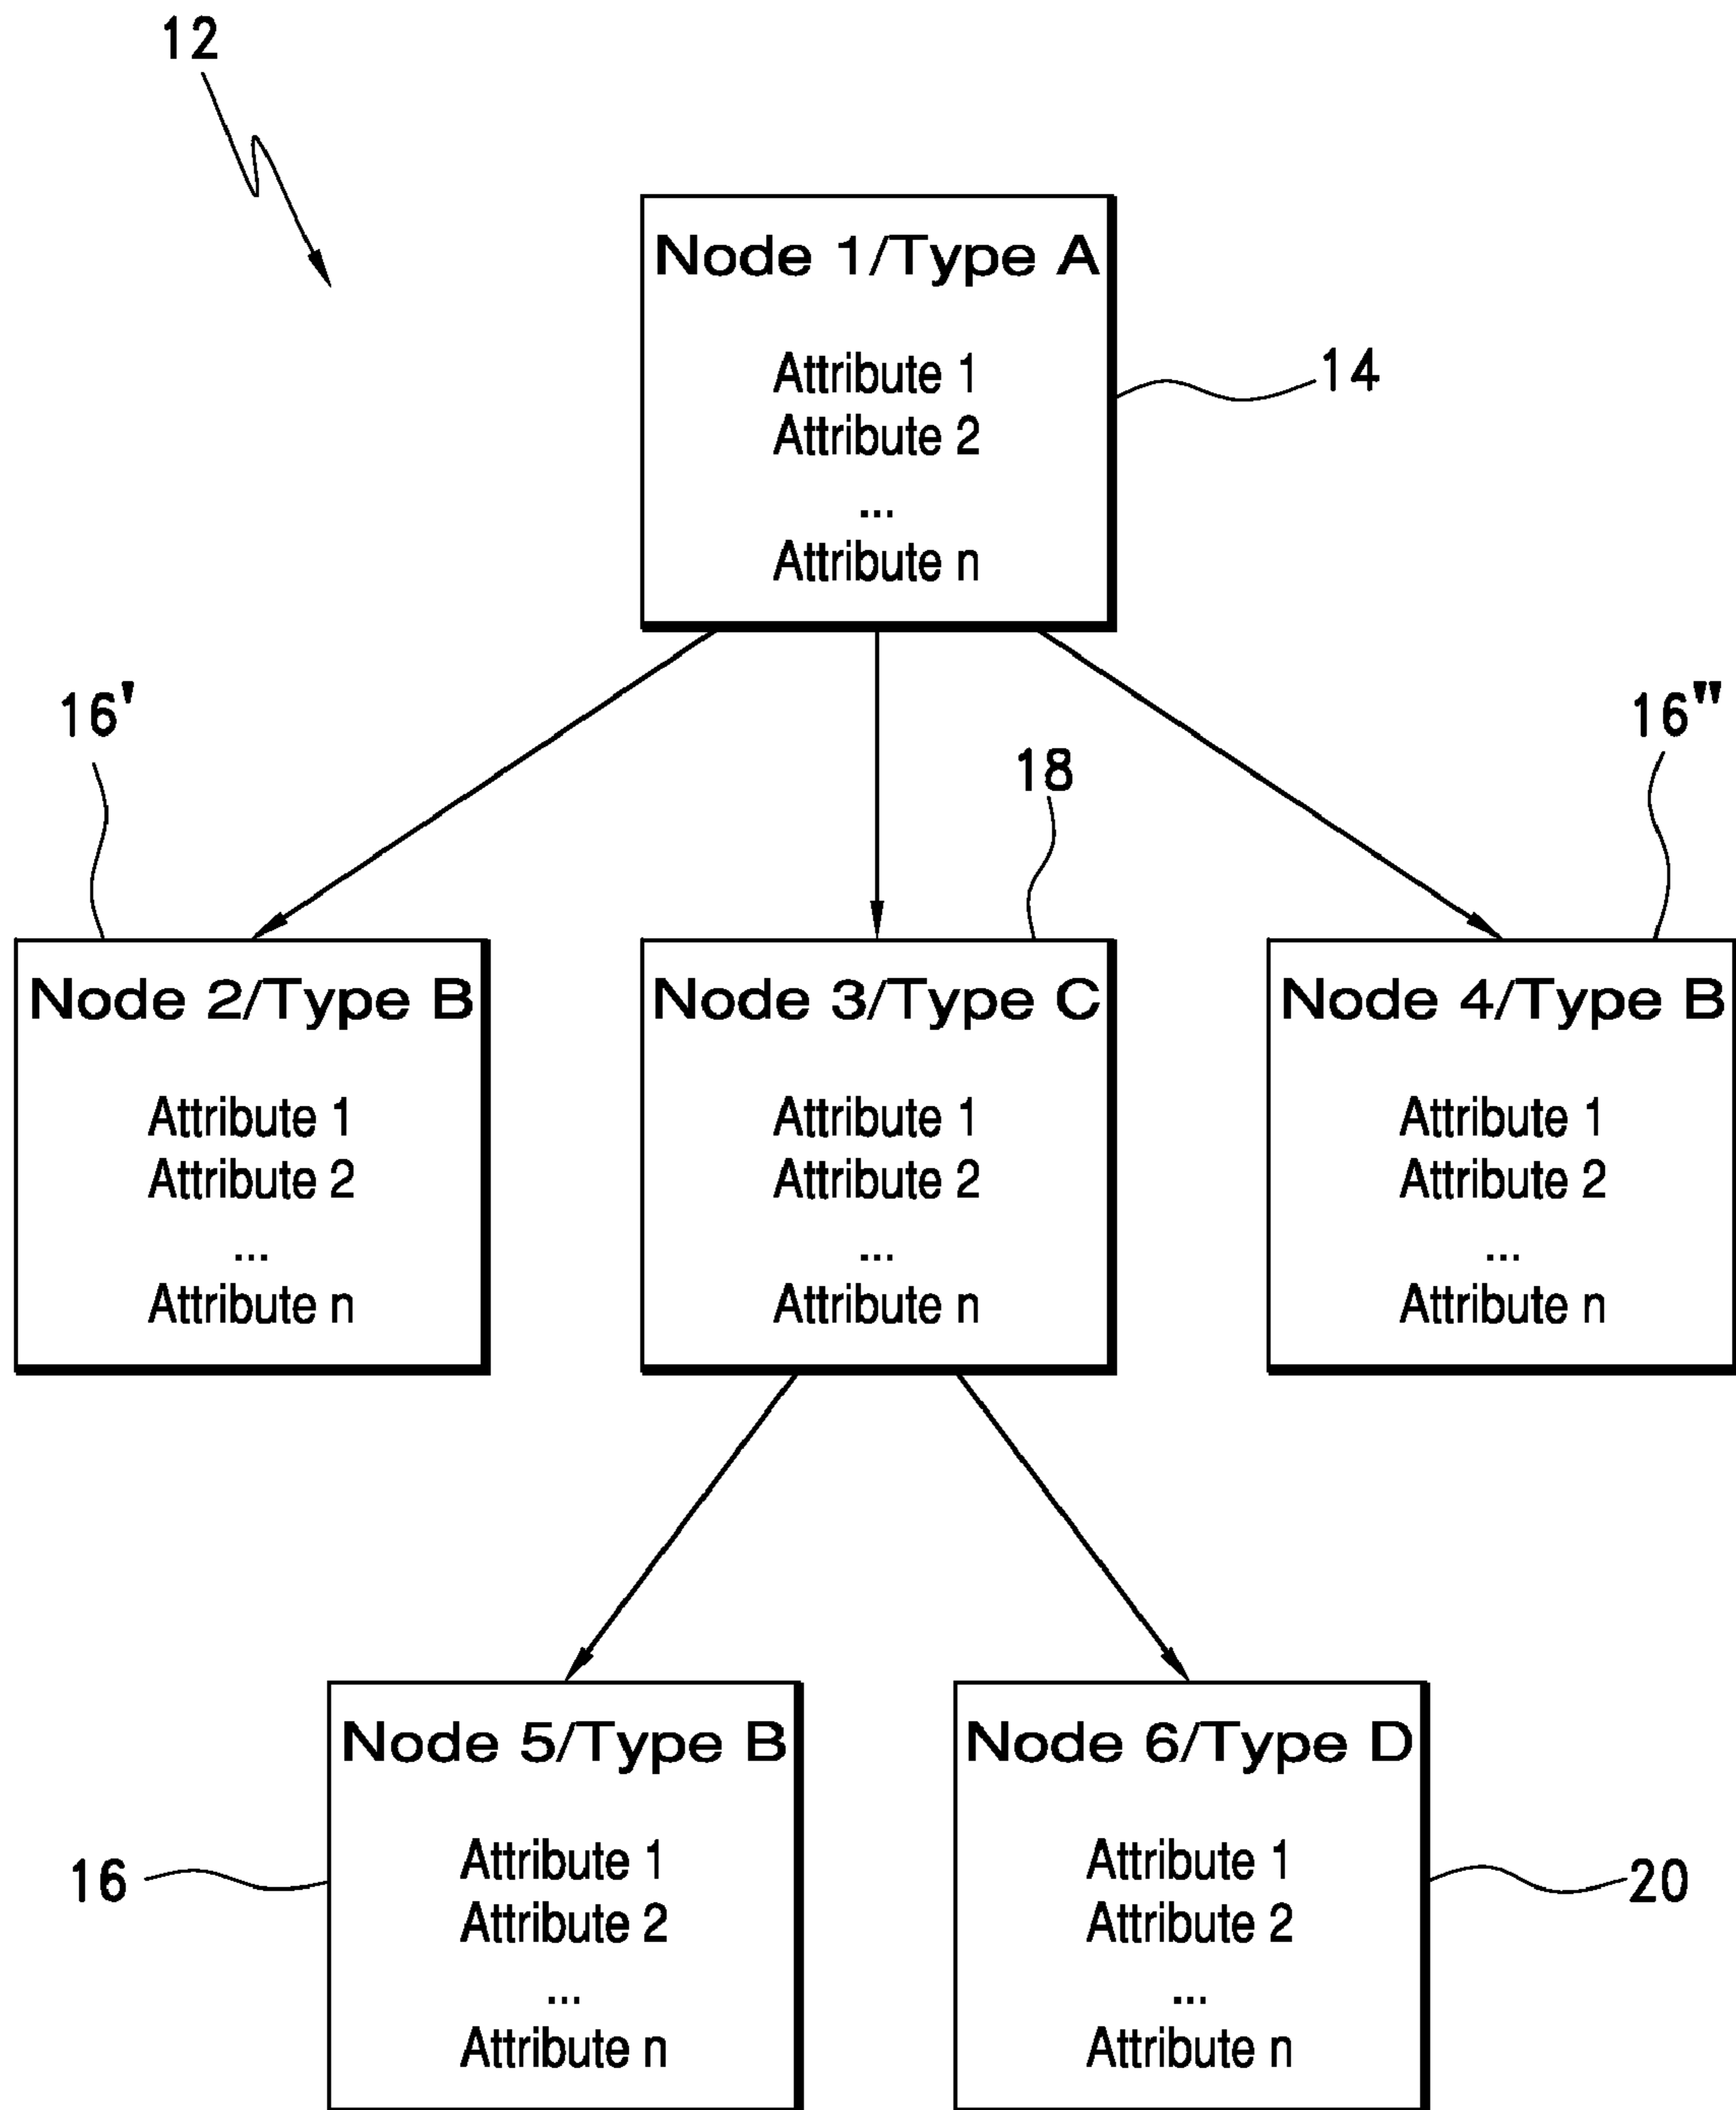 12
Node 1/Type A
Attribute 1
14
Attribute 2
...
Attribute n
16'
16"
18
Node 2/Type B
Attribute 1
Attribute 2
...
Attribute n
Node 3/Type C
Attribute 1
Attribute 2
...
Attribute n
Node 4/Type B
Attribute 1
Attribute 2
...
Attribute n
Node 5/Type B
Attribute 1
Attribute 2
...
Attribute n
16
Node 6/Type D
Attribute 1
Attribute 2
...
Attribute n
20